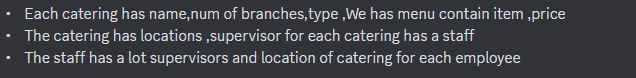 • Each catering has name,num of branches,type ,We has menu contain item ,price
• The catering has locations ,supervisor for each catering has a staff
• The staff has a lot supervisors and location of catering for each employee